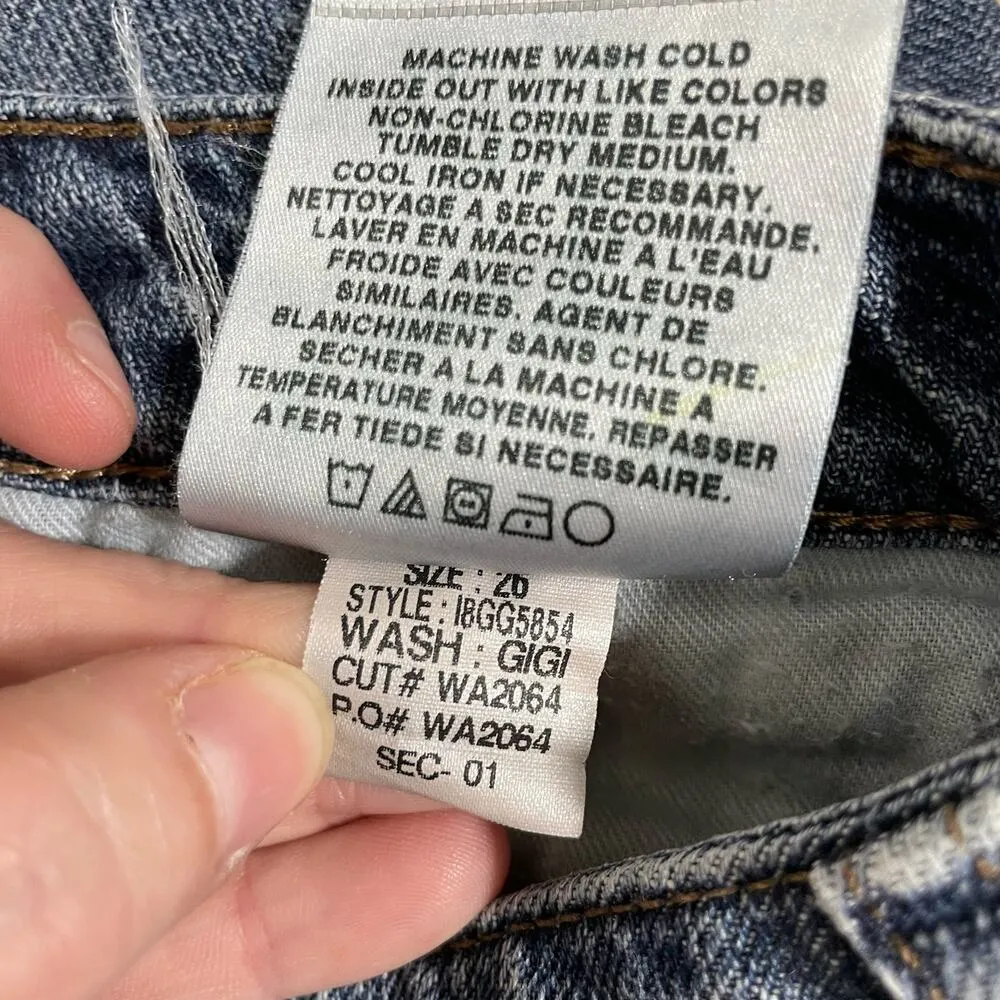 MACHINE WASH COLD
INSIDE OUT WITH LIKE COLORS
NON-CHLORINE BLEACH
TUMBLE DRY MEDIUM.
COOL IRON IF NECESSARY.
NETTOYAGE A SEC RECOMMANDE.
LAVER EN MACHINE A L'EAU
FROIDE AVEC COULEURS
SIMILAIRES. AGENT DE
BLANCHIMENT SANS CHLORE.
SECHER A LA MACHINE A
TEMPERATURE MOYENNE. REPASSER
A FER TIEDE SI NECESSAIRE.
SIZE : 26
STYLE : I8GG5854
WASH : GIGI
CUT# WA2064
P.O# WA2064
SEC- 01